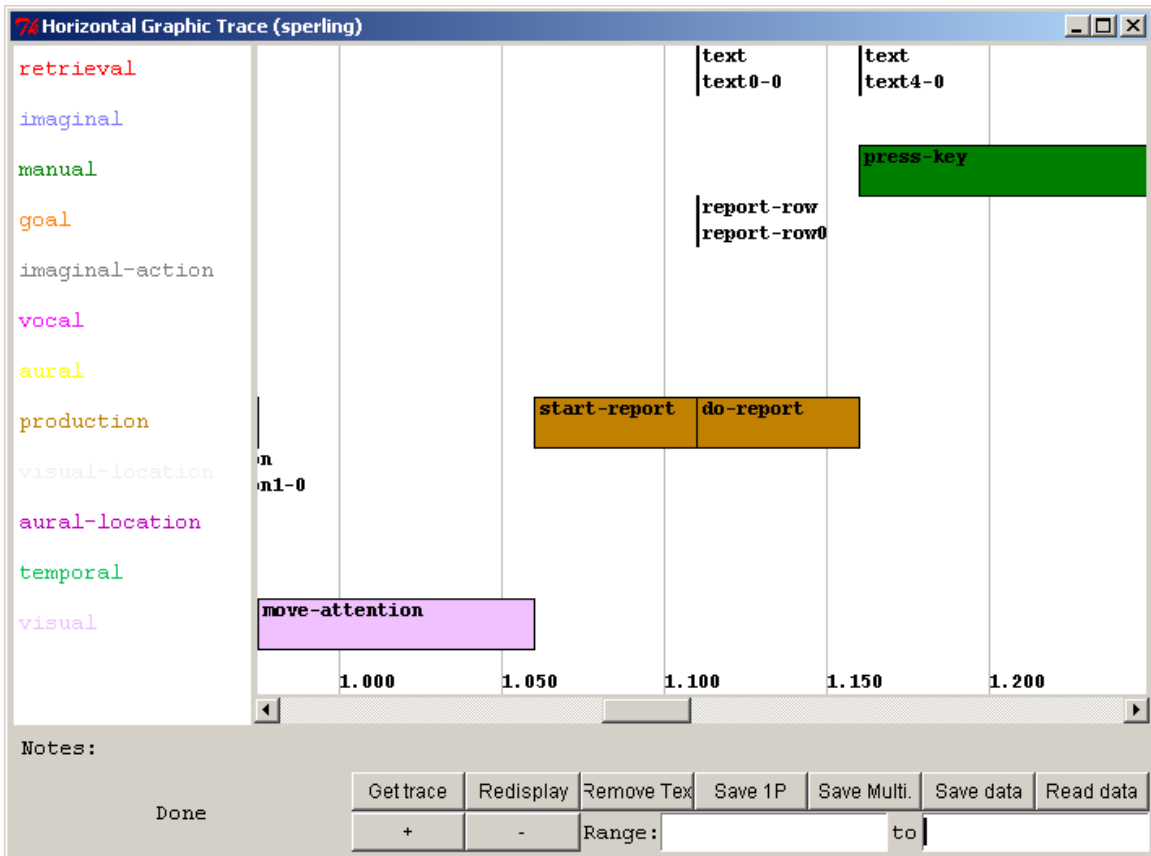 Horizontal Graphic Trace (sperling)
retrieval
text
text0-0
text
text4-0
imaginal
manual
press-key
goal
report-row
report-row0
imaginal-action
vocal
aural
production
start-report
do-report
visual-location
n
n1-0
aural-location
temporal
visual
move-attention
1.000 1.050 1.100 1.150 1.200
Notes:
Done
Get trace Redisplay Remove Tex Save 1P Save Multi. Save data Read data
+ - Range: to